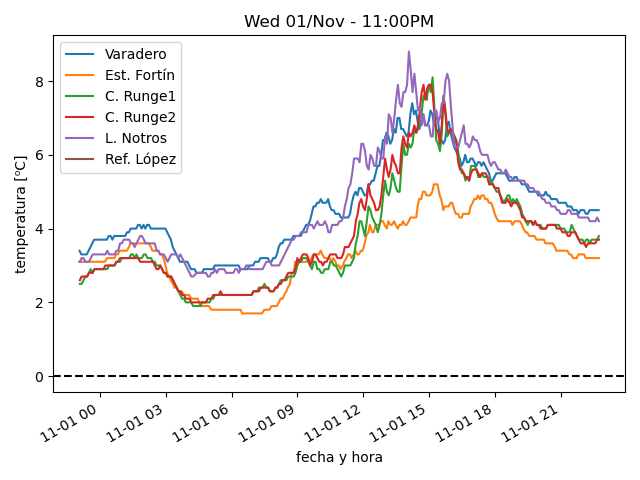 Wed 01/Nov - 11:00PM
Varadero
Est. Fortín
C. Runge1
C. Runge2
L. Notros
Ref. López
temperatura [ºC]
8
6
4
2
0
11-01 00
11-01 03
11-01 06
11-01 09
11-01 12
11-01 15
11-01 18
11-01 21
fecha y hora